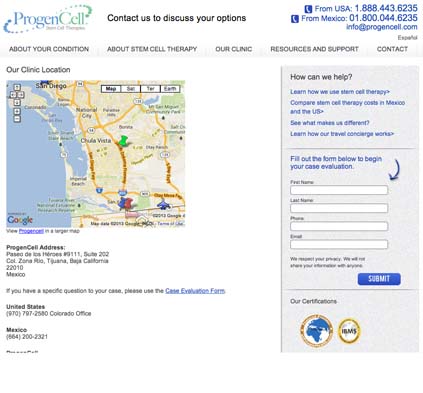 ProgenCell
Stem Cell Therapies
Contact us to discuss your options
From USA: 1.888.443.6235
From Mexico: 01.800.044.6235
info@progencell.com
Español
ABOUT YOUR CONDITION
ABOUT STEM CELL THERAPY
OUR CLINIC
RESOURCES AND SUPPORT
CONTACT
Our Clinic Location
San Diego
Map
Sat
Ter
Earth
National City
Bonita
Chula Vista
Imperial Beach
Google
Map data ©2013 Google
Terms of Use
View Progencell in a larger map
ProgenCell Address:
Paseo de los Héroes #9111, Suite 202
Col. Zona Río, Tijuana, Baja California
22010
Mexico
If you have a specific question to your case, please use the Case Evaluation Form.
United States
(970) 797-2580 Colorado Office
Mexico
(664) 200-2321
How can we help?
Learn how we use stem cell therapy>
Compare stem cell therapy costs in Mexico
and the US>
See what makes us different?
Learn how our travel concierge works>
Fill out the form below to begin
your case evaluation.
First Name:
Last Name:
Phone:
Email:
We respect your privacy. We will not
share your information with anyone.
SUBMIT
Our Certifications
IBMS